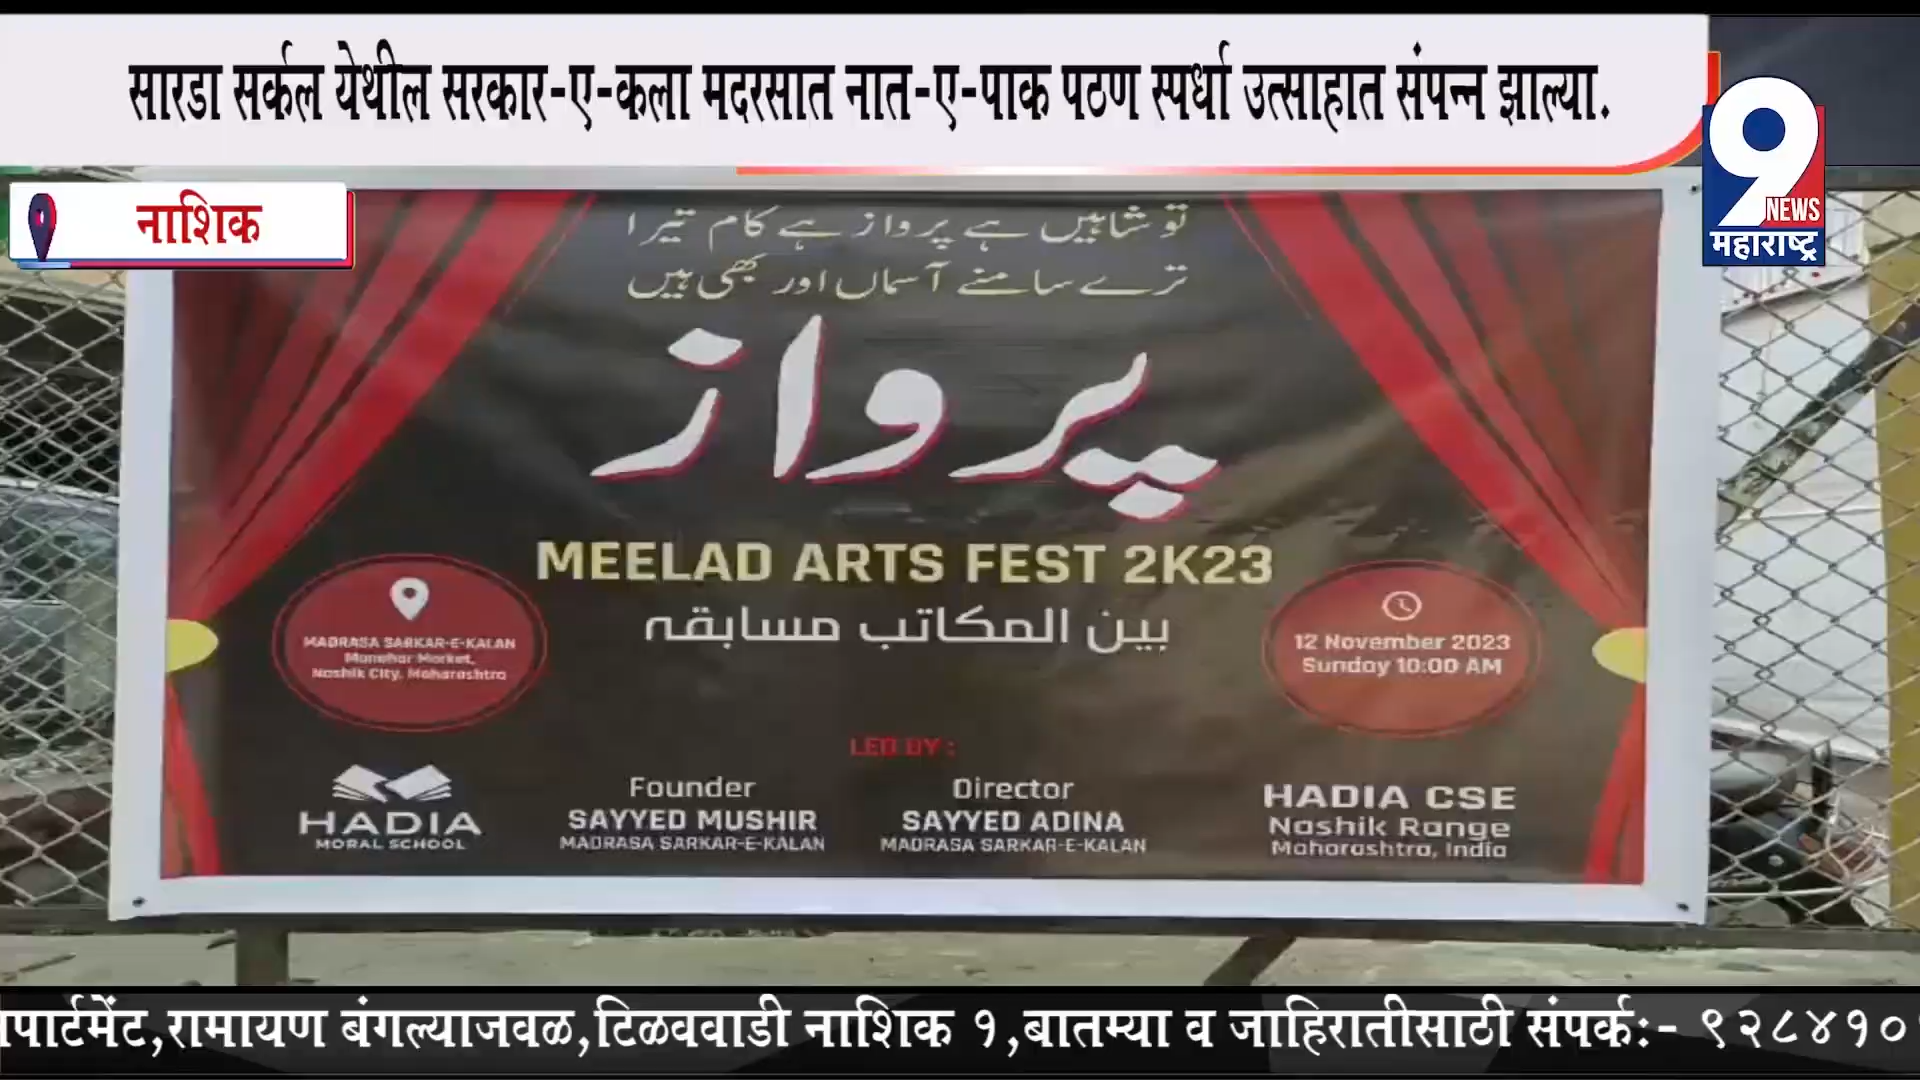 सारडा सर्कल येथील सरकार-ए-कला मदरसात नात-ए-पाक पठण स्पर्धा उत्साहात संपन्न झाल्या.
9
NEWS
महाराष्ट्र
नाशिक
تو شاہیں ہے پرواز ہے کام تیرا
ترے سامنے آسماں اور بھی ہیں
پرواز
MEELAD ARTS FEST 2K23
بين المكاتب مسابقہ
MADRASA SARKAR-E-KALAN
Manohar Market,
Nashik City, Maharashtra
12 November 2023
Sunday 10:00 AM
LED BY :
HADIA
MORAL SCHOOL
Founder
SAYYED MUSHIR
MADRASA SARKAR-E-KALAN
Director
SAYYED ADINA
MADRASA SARKAR-E-KALAN
HADIA CSE
Nashik Range
Maharashtra, India
पार्टमेंट,रामायण बंगल्याजवळ,टिळकवाडी नाशिक १,बातम्या व जाहिरातीसाठी संपर्क:- ९२८४१०